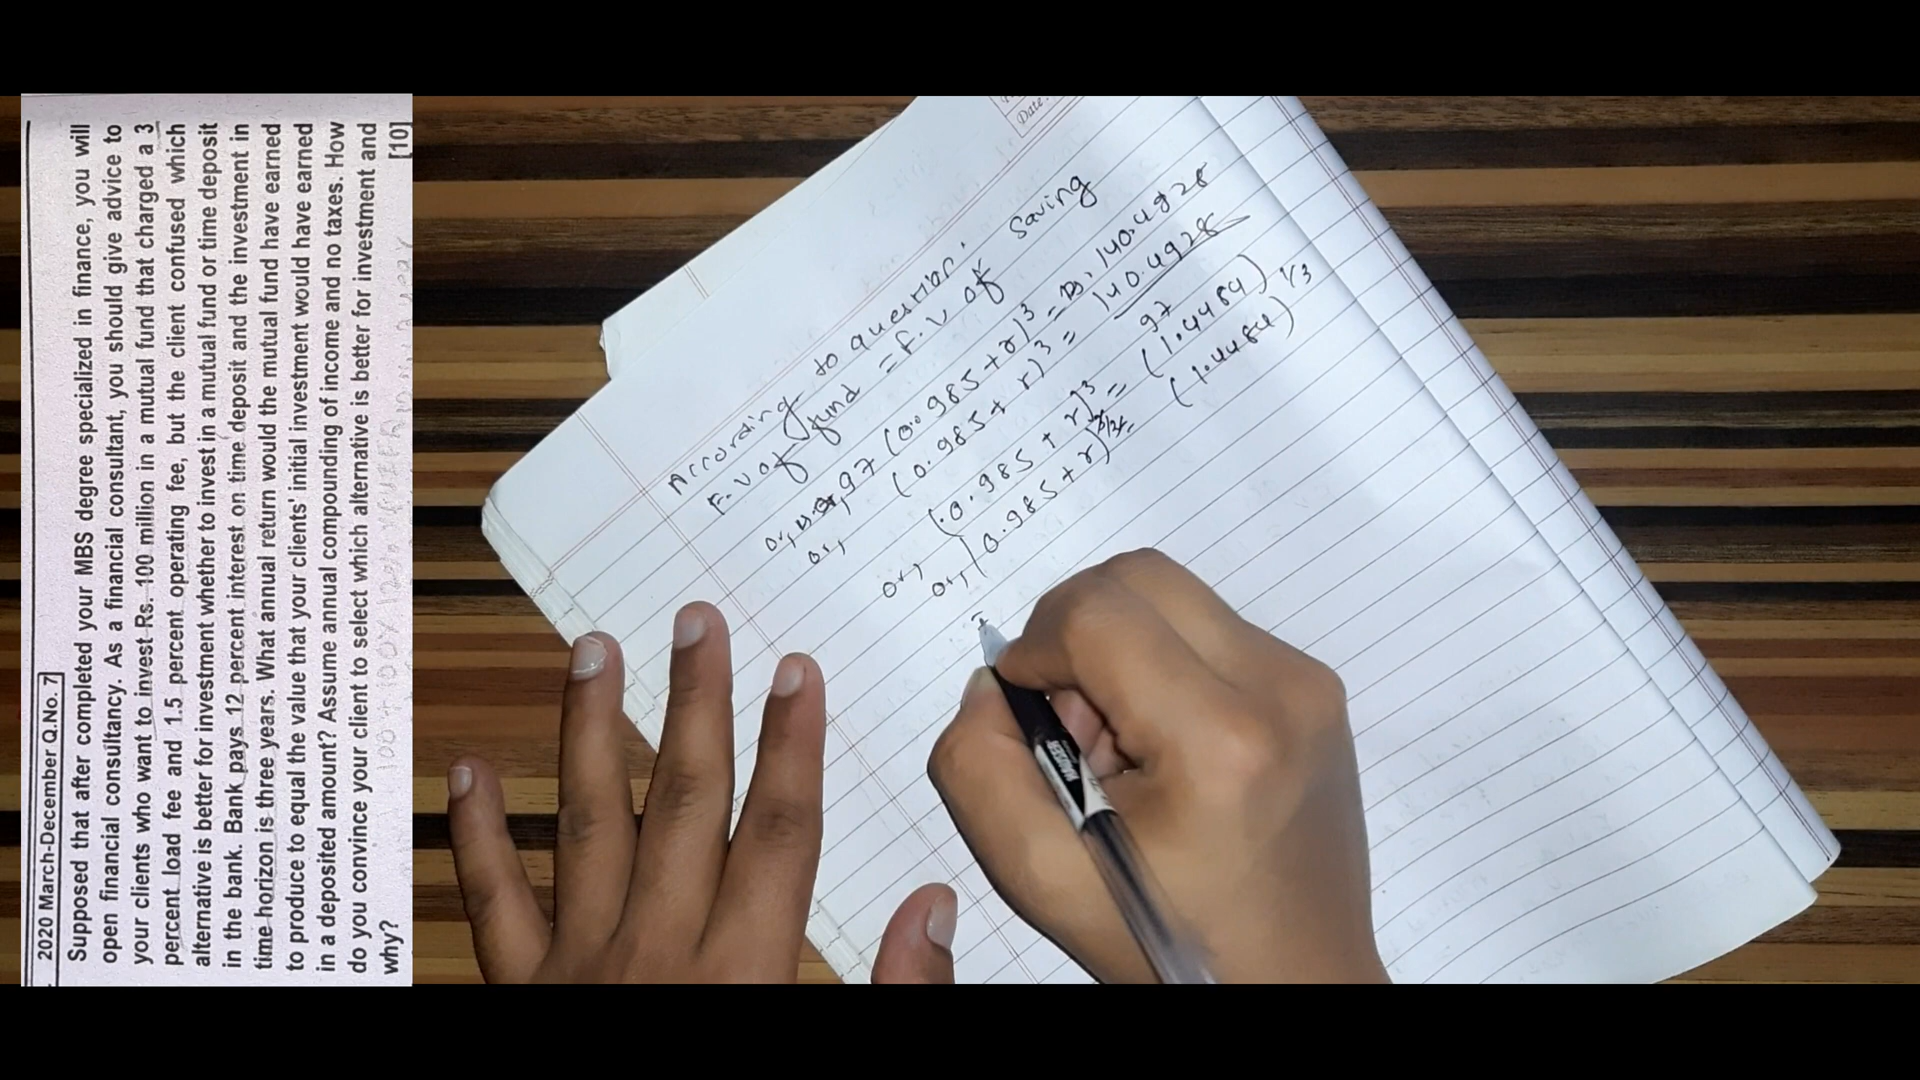 2020 March-December Q.No. 7
Supposed that after completed your MBS degree specialized in finance, you will
open financial consultancy. As a financial consultant, you should give advice to
your clients who want to invest Rs. 100 million in a mutual fund that charged a 3
percent load fee and 1.5 percent operating fee, but the client confused which
alternative is better for investment whether to invest in a mutual fund or time deposit
in the bank. Bank pays 12 percent interest on time deposit and the investment in
time horizon is three years. What annual return would the mutual fund have earned
to produce to equal the value that your clients' initial investment would have earned
in a deposited amount? Assume annual compounding of income and no taxes. How
do you convince your client to select which alternative is better for investment and
why? [10]
Date:
According to question,
F.V of fund = F.V of Saving
or, 97 (0.985 + r)³ = Rs. 140.4928
or, (0.985 + r)³ = 140.4928
97
or, (0.985 + r)³ = (1.4484)
or, (0.985 + r) = (1.4484) 1/3